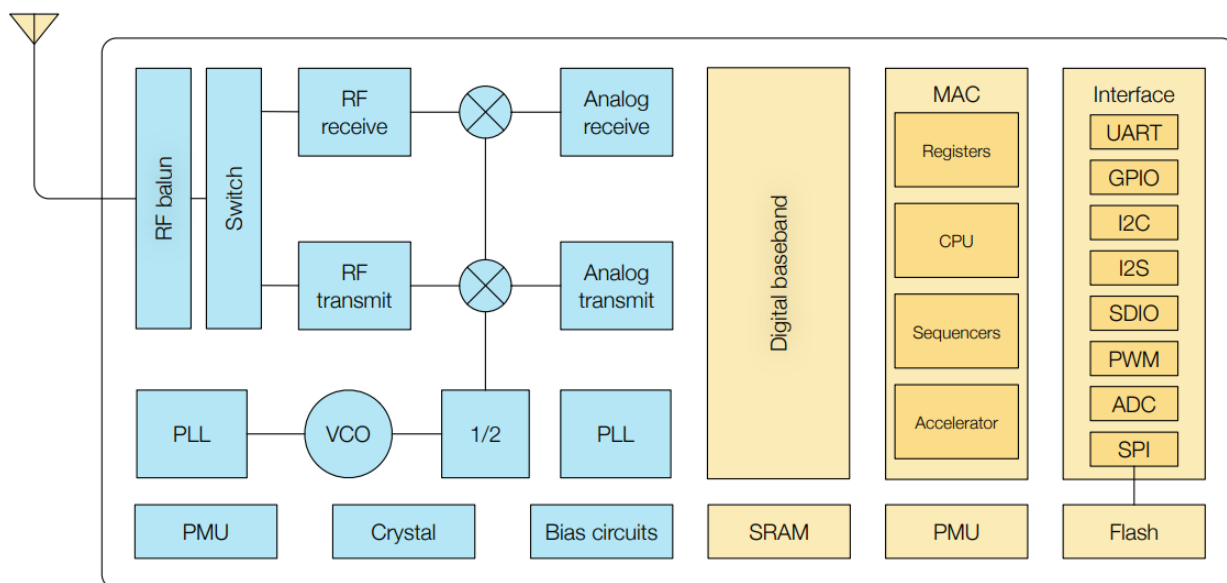 RF balun
Switch
RF
receive
Analog
receive
RF
transmit
Analog
transmit
PLL
VCO
1/2
PLL
PMU
Crystal
Bias circuits
Digital baseband
SRAM
MAC
Registers
CPU
Sequencers
Accelerator
PMU
Interface
UART
GPIO
I2C
I2S
SDIO
PWM
ADC
SPI
Flash